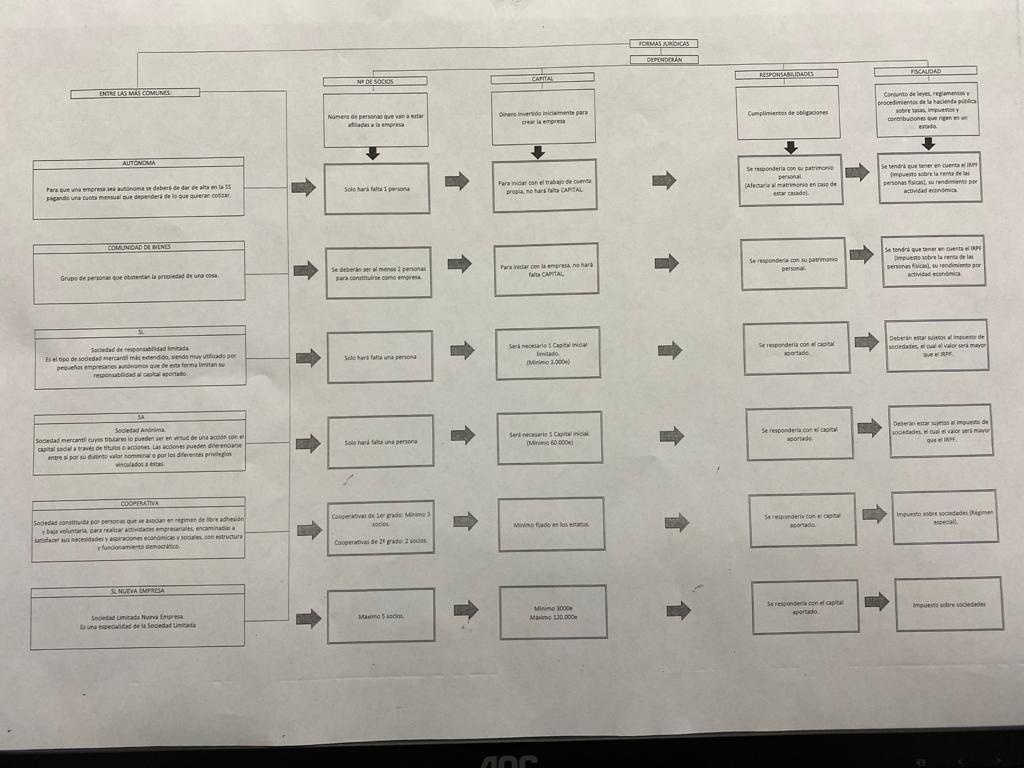 FORMAS JURÍDICAS
DEPENDERÁN
ENTRE LAS MÁS COMUNES:
Nº DE SOCIOS
CAPITAL
RESPONSABILIDADES
FISCALIDAD
Número de personas que van a estar
afiliadas a la empresa
Dinero invertido inicialmente para
crear la empresa
Cumplimientos de obligaciones
Conjunto de leyes, reglamentos y
procedimientos de la hacienda pública
sobre tasas, impuestos y
contribuciones que rigen en un
estado.
AUTÓNOMA
Para que una empresa sea autónoma se deberá de dar de alta en la SS
pagando una cuota mensual que dependerá de lo que quieran cotizar.
Solo hará falta 1 persona
Para iniciar con el trabajo de cuenta
propia, no hará falta CAPITAL.
Se respondería con su patrimonio
personal.
(Afectaría al matrimonio en caso de
estar casado).
Se tendrá que tener en cuenta el IRPF
(Impuesto sobre la renta de las
personas físicas), su rendimiento por
actividad económica.
COMUNIDAD DE BIENES
Grupo de personas que obstentan la propiedad de una cosa.
Se deberán ser al menos 2 personas
para constituirse como empresa.
Para iniciar con la empresa, no hará
falta CAPITAL.
Se respondería con su patrimonio
personal.
Se tendrá que tener en cuenta el IRPF
(Impuesto sobre la renta de las
personas físicas), su rendimiento por
actividad económica.
SL
Sociedad de responsabilidad limitada.
Es el tipo de sociedad mercantil más extendido, siendo muy utilizado por
pequeños empresarios autónomos que de esta forma limitan su
responsabilidad al capital aportado.
Solo hará falta una persona
Será necesario 1 Capital inicial
limitado.
(Mínimo 3.000e)
Se respondería con el capital
aportado.
Deberán estar sujetos al impuesto de
sociedades, el cual el valor será mayor
que el IRPF.
SA
Sociedad Anónima.
Sociedad mercantil cuyos titulares lo pueden ser en virtud de una acción con el
capital social a través de títulos o acciones. Las acciones pueden diferenciarse
entre sí por su distinto valor nomminal o por los diferentes privilegios
vinculados a éstas.
Solo hará falta una persona
Será necesario 1 Capital inicial.
(Mínimo 60.000e)
Se respondería con el capital
aportado.
Deberán estar sujetos al impuesto de
sociedades, el cual el valor será mayor
que el IRPF.
COOPERATIVA
Sociedad constituida por personas que se asocian en régimen de libre adhesión
y baja voluntaria, para realizar actividades empresariales, encaminadas a
satisfacer sus necesidades y aspiraciones económicas y sociales, con estructura
y funcionamiento democrático.
Cooperativas de 1er grado: Mínimo 3
socios.
Cooperativas de 2º grado: 2 socios.
Mínimo fijado en los estatus.
Se respondería con el capital
aportado.
Impuesto sobre sociedades (Régimen
especial).
SL NUEVA EMPRESA
Sociedad Limitada Nueva Empresa.
Es una especialidad de la Sociedad Limitada
Máximo 5 socios.
Mínimo 3000e
Máximo 120.000e
Se respondería con el capital
aportado.
Impuesto sobre sociedades
AOC